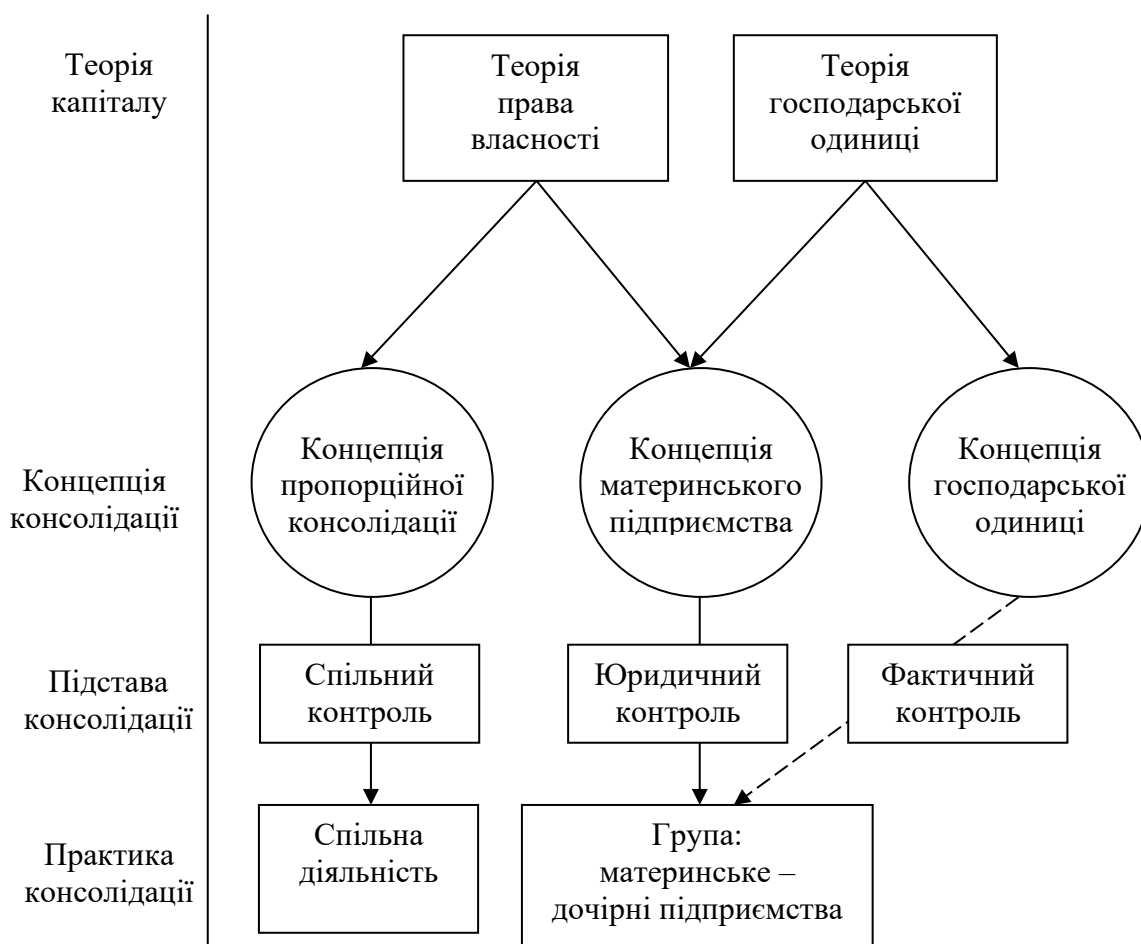 Теорія
капіталу
Теорія
права
власності
Теорія
господарської
одиниці
Концепція
консолідації
Концепція
пропорційної
консолідації
Концепція
материнського
підприємства
Концепція
господарської
одиниці
Підстава
консолідації
Спільний
контроль
Юридичний
контроль
Фактичний
контроль
Практика
консолідації
Спільна
діяльність
Група:
материнське –
дочірні підприємства